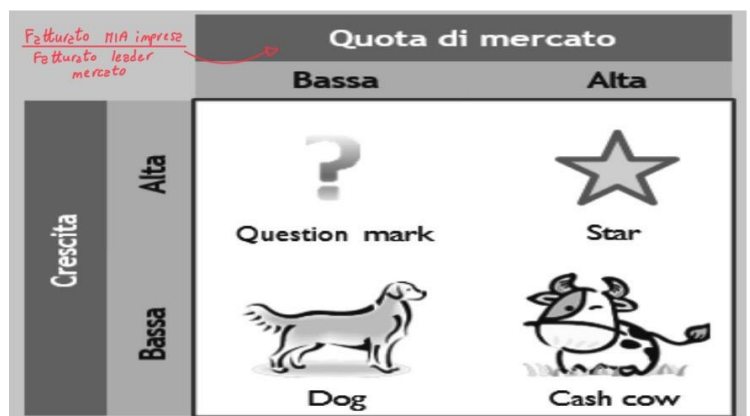 Fatturato MIA impresa
Fatturato leader
mercato
Quota di mercato
Bassa Alta
Crescita
Alta
Question mark Star
Bassa
Dog Cash cow